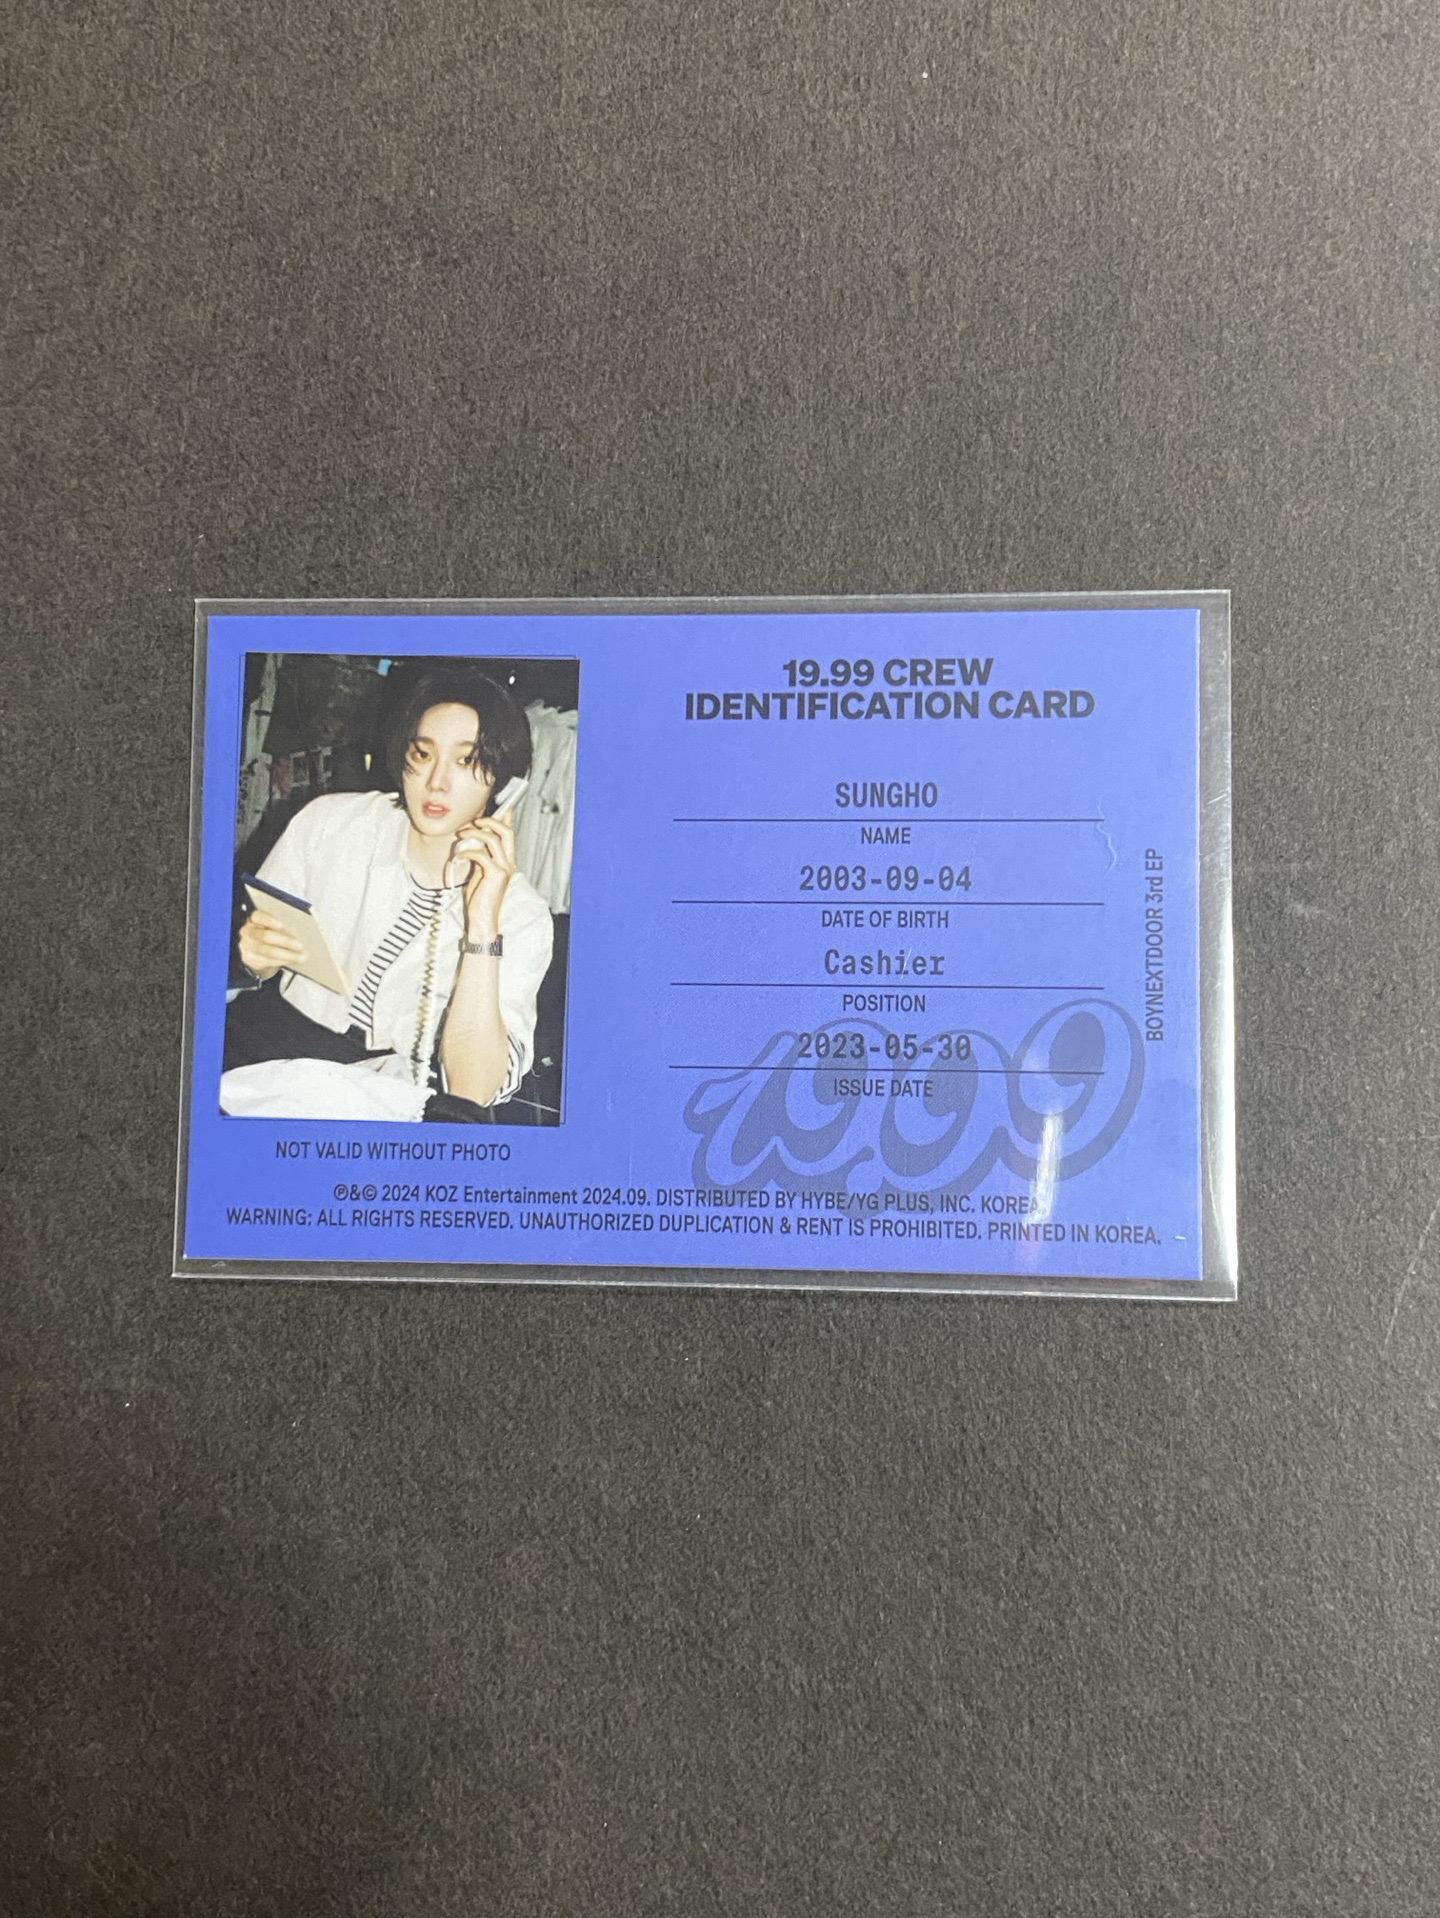 19.99 CREW
IDENTIFICATION CARD
SUNGHO
NAME
2003-09-04
DATE OF BIRTH
Cashier
POSITION
2023-05-30
ISSUE DATE
19.99
BOYNEXTDOOR 3rd EP
NOT VALID WITHOUT PHOTO
℗&© 2024 KOZ Entertainment 2024.09. DISTRIBUTED BY HYBE/YG PLUS, INC. KOREA.
WARNING: ALL RIGHTS RESERVED. UNAUTHORIZED DUPLICATION & RENT IS PROHIBITED. PRINTED IN KOREA.